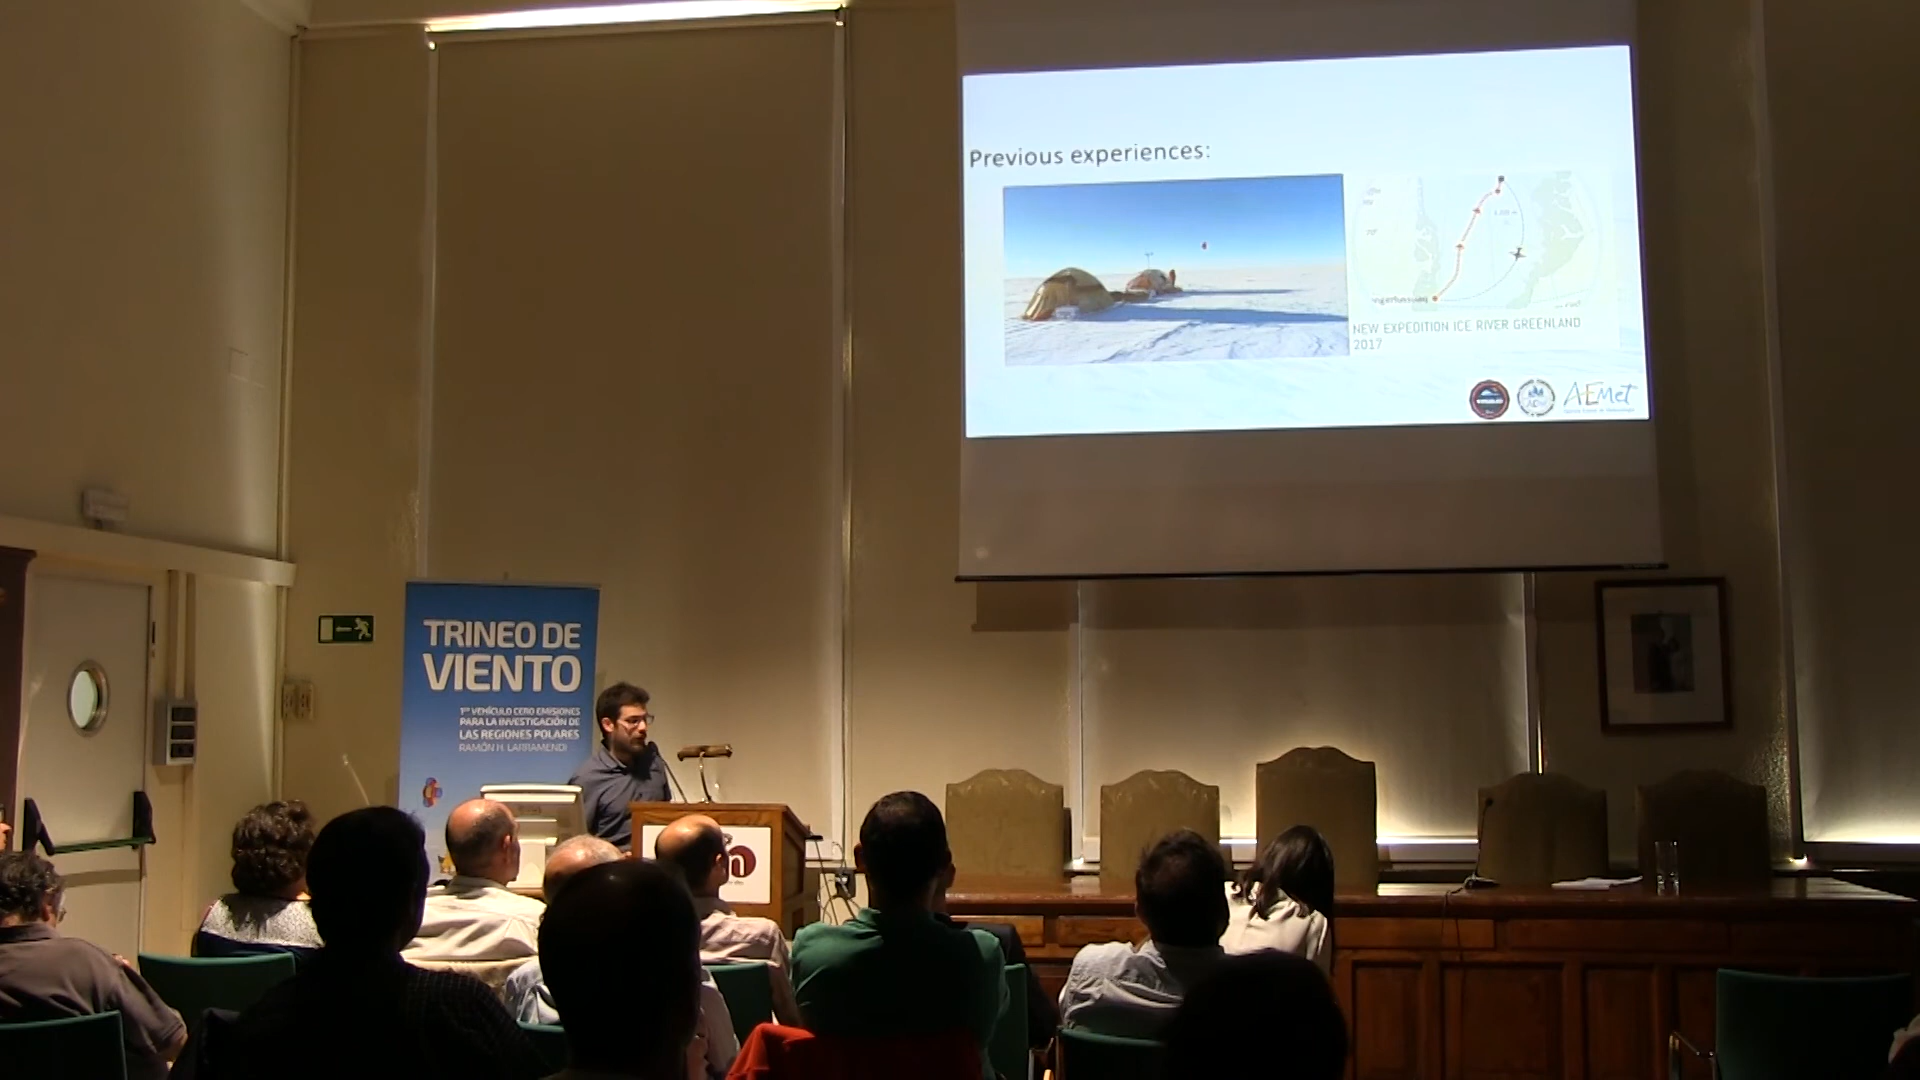 Previous experiences:
NEW EXPEDITION ICE RIVER GREENLAND
2017
AEMet
TRINEO DE
VIENTO
1er VEHÍCULO CERO EMISIONES
PARA LA INVESTIGACIÓN DE
LAS REGIONES POLARES
RAMÓN H. LARRAMENDI
n